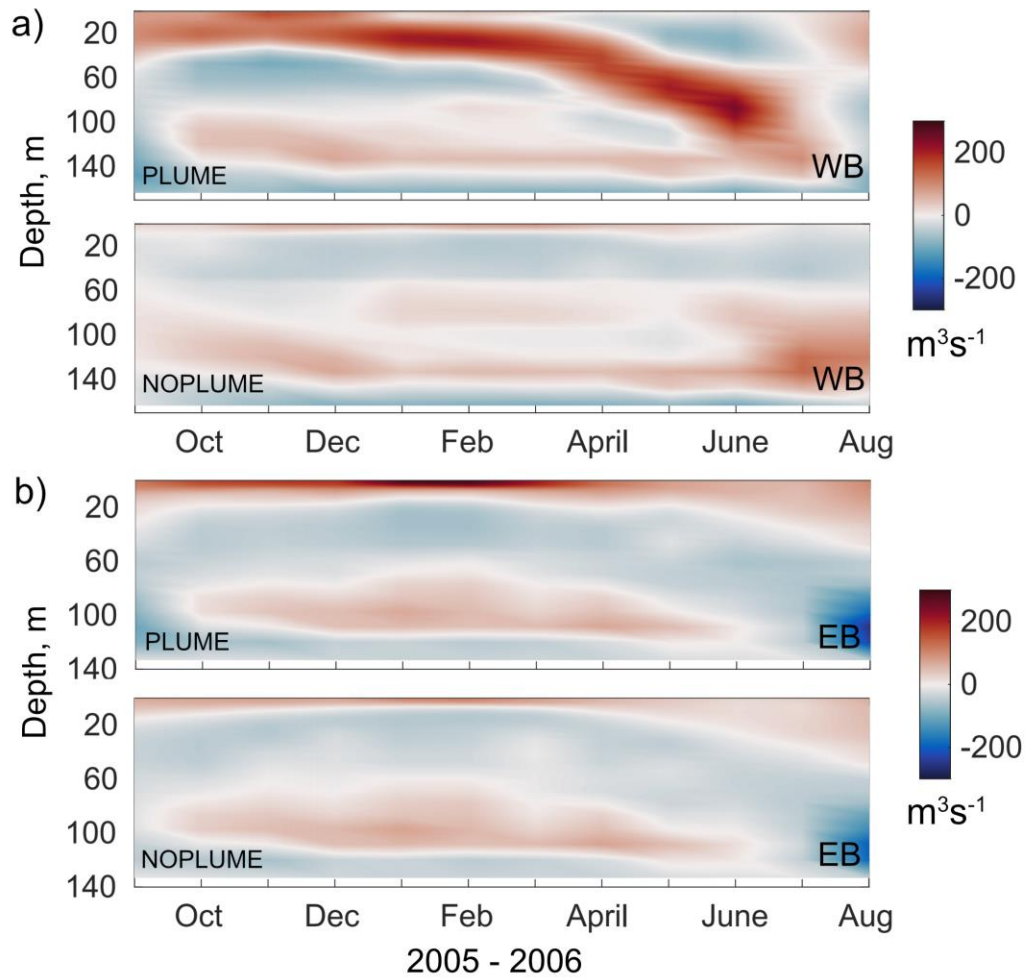 a)
20
60
100
140
PLUME
WB
20
60
100
140
NOPLUME
WB
Depth, m
Oct Dec Feb April June Aug
200
0
-200
m³s⁻¹
b)
20
60
100
140
PLUME
EB
20
60
100
140
NOPLUME
EB
Depth, m
Oct Dec Feb April June Aug
2005 - 2006
200
0
-200
m³s⁻¹